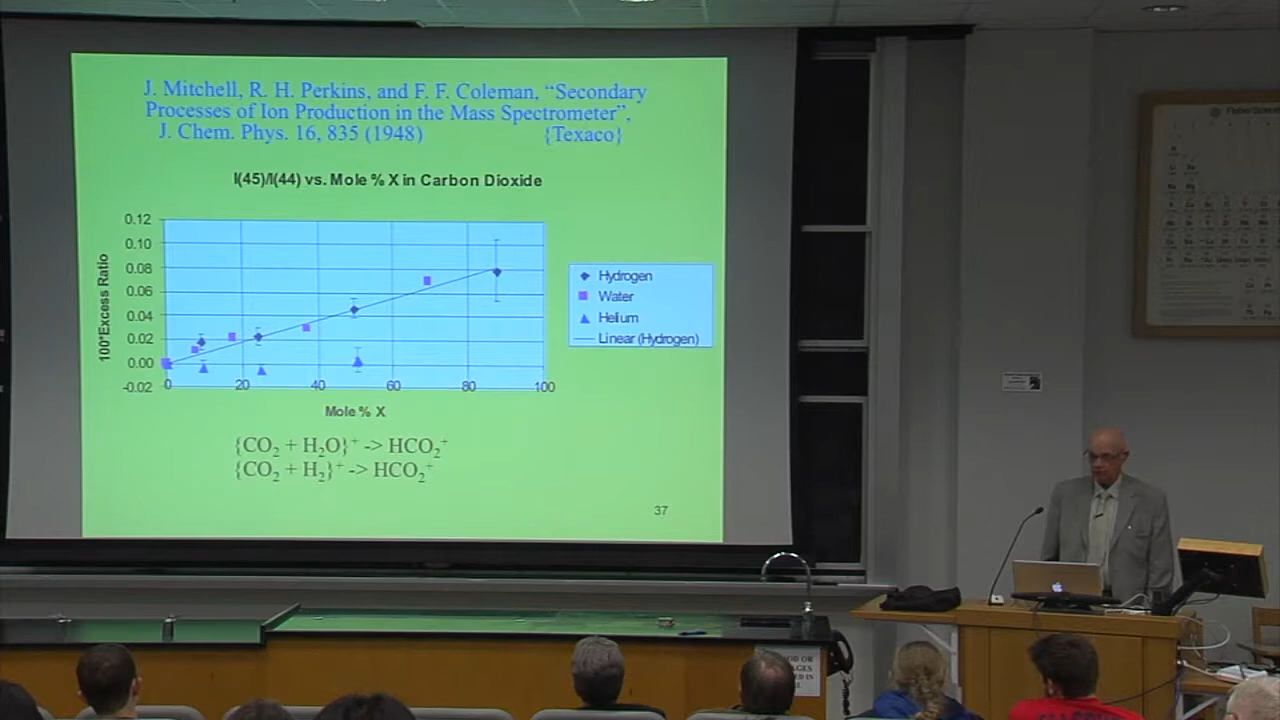 J. Mitchell, R. H. Perkins, and F. F. Coleman, “Secondary
Processes of Ion Production in the Mass Spectrometer”,
J. Chem. Phys. 16, 835 (1948) {Texaco}
I(45)/I(44) vs. Mole % X in Carbon Dioxide
0.12
0.10
0.08
0.06
0.04
0.02
0.00
-0.02
100*Excess Ratio
0 20 40 60 80 100
Mole % X
Hydrogen
Water
Helium
Linear (Hydrogen)
{CO₂ + H₂O}⁺ -> HCO₂⁺
{CO₂ + H₂}⁺ -> HCO₂⁺
37